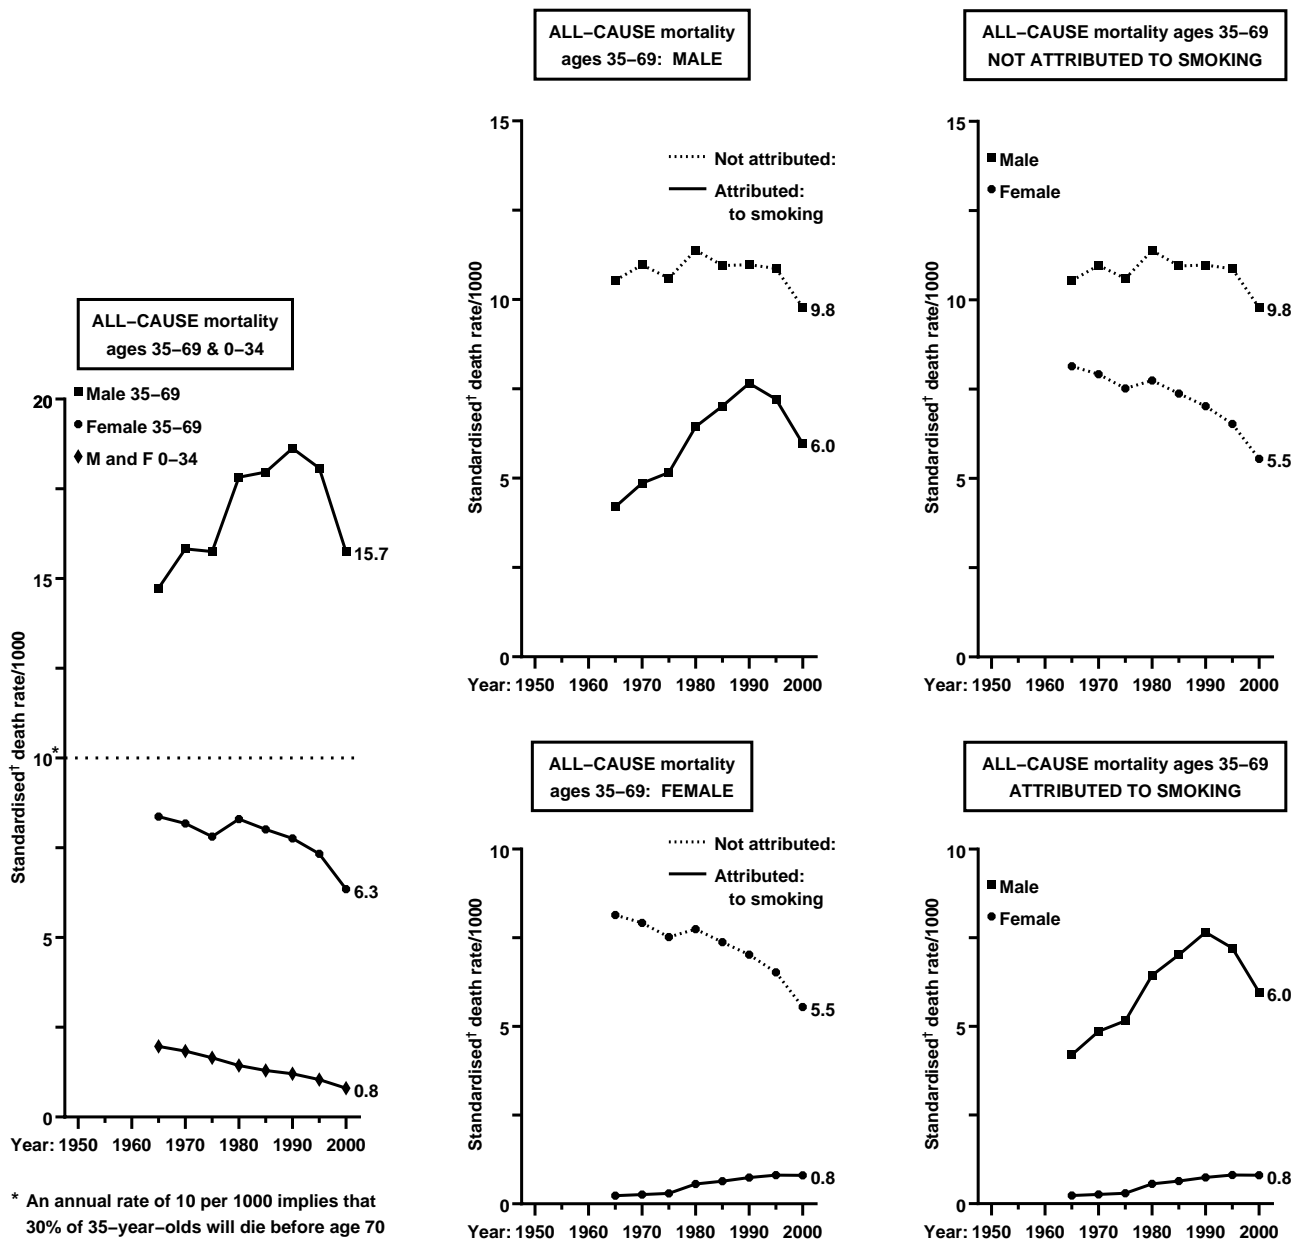 ALL−CAUSE mortality
ages 35−69 & 0−34
Male 35−69
Female 35−69
M and F 0−34
20
15
10*
5
0
Standardised† death rate/1000
15.7
6.3
0.8
Year: 1950 1960 1970 1980 1990 2000
* An annual rate of 10 per 1000 implies that
30% of 35−year−olds will die before age 70
ALL−CAUSE mortality
ages 35−69: MALE
15
10
5
0
Standardised† death rate/1000
Not attributed:
Attributed:
to smoking
9.8
6.0
Year: 1950 1960 1970 1980 1990 2000
ALL−CAUSE mortality ages 35−69
NOT ATTRIBUTED TO SMOKING
15
10
5
0
Standardised† death rate/1000
Male
Female
9.8
5.5
Year: 1950 1960 1970 1980 1990 2000
ALL−CAUSE mortality
ages 35−69: FEMALE
10
5
0
Standardised† death rate/1000
Not attributed:
Attributed:
to smoking
5.5
0.8
Year: 1950 1960 1970 1980 1990 2000
ALL−CAUSE mortality ages 35−69
ATTRIBUTED TO SMOKING
10
5
0
Standardised† death rate/1000
Male
Female
6.0
0.8
Year: 1950 1960 1970 1980 1990 2000